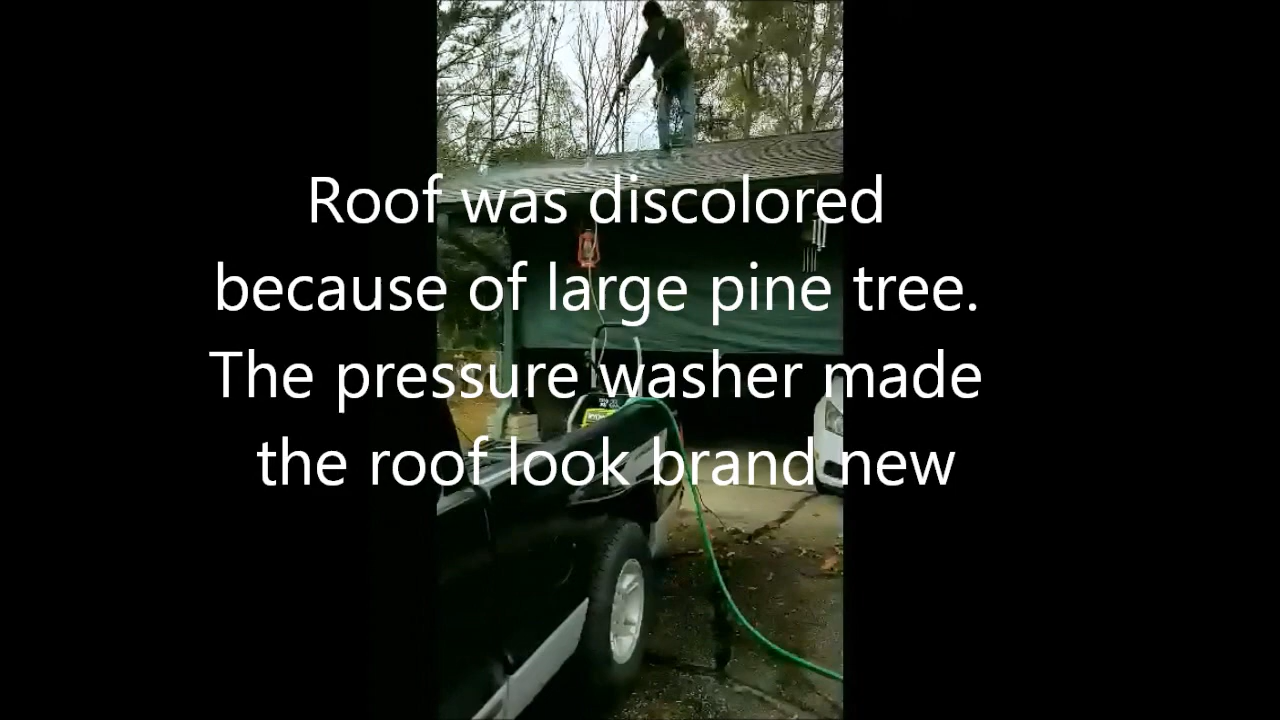 Roof was discolored
because of large pine tree.
The pressure washer made
the roof look brand new